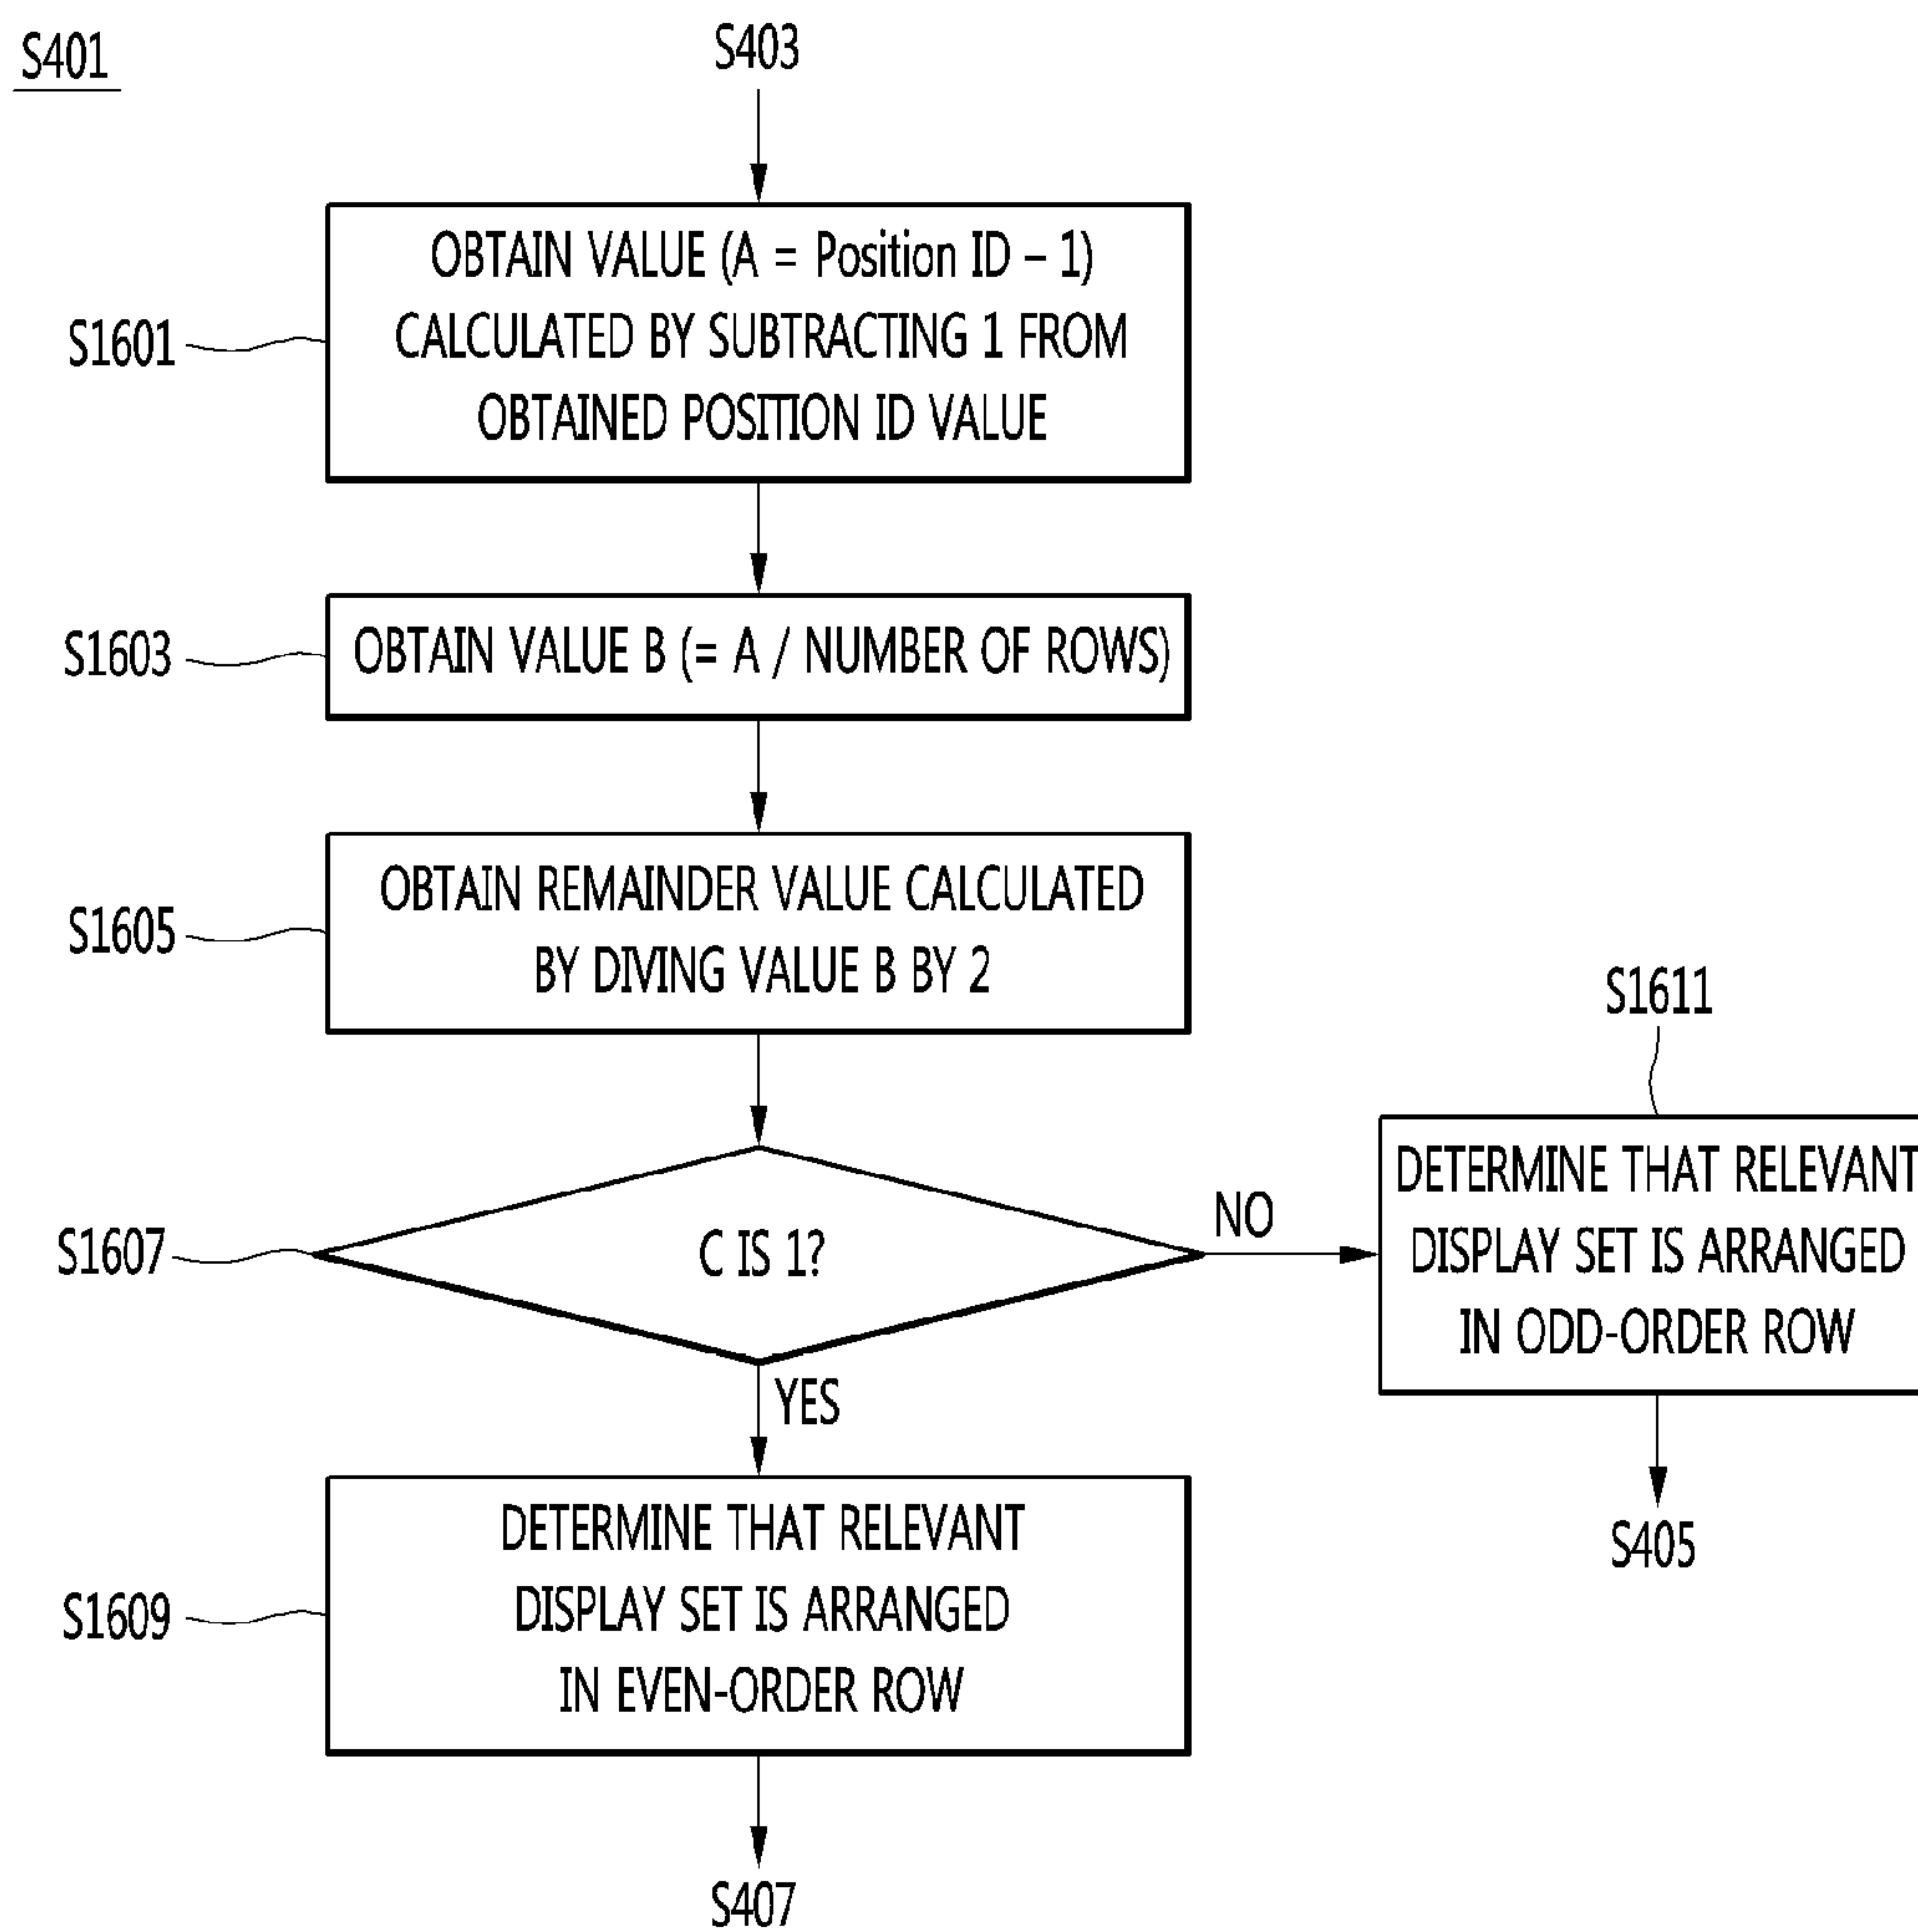 S401
S403
OBTAIN VALUE (A = Position ID – 1)
CALCULATED BY SUBTRACTING 1 FROM
OBTAINED POSITION ID VALUE
S1601
S1603
OBTAIN VALUE B (= A / NUMBER OF ROWS)
OBTAIN REMAINDER VALUE CALCULATED
BY DIVING VALUE B BY 2
S1605
S1611
S1607
C IS 1?
NO
DETERMINE THAT RELEVANT
DISPLAY SET IS ARRANGED
IN ODD-ORDER ROW
YES
S405
DETERMINE THAT RELEVANT
DISPLAY SET IS ARRANGED
IN EVEN-ORDER ROW
S1609
S407